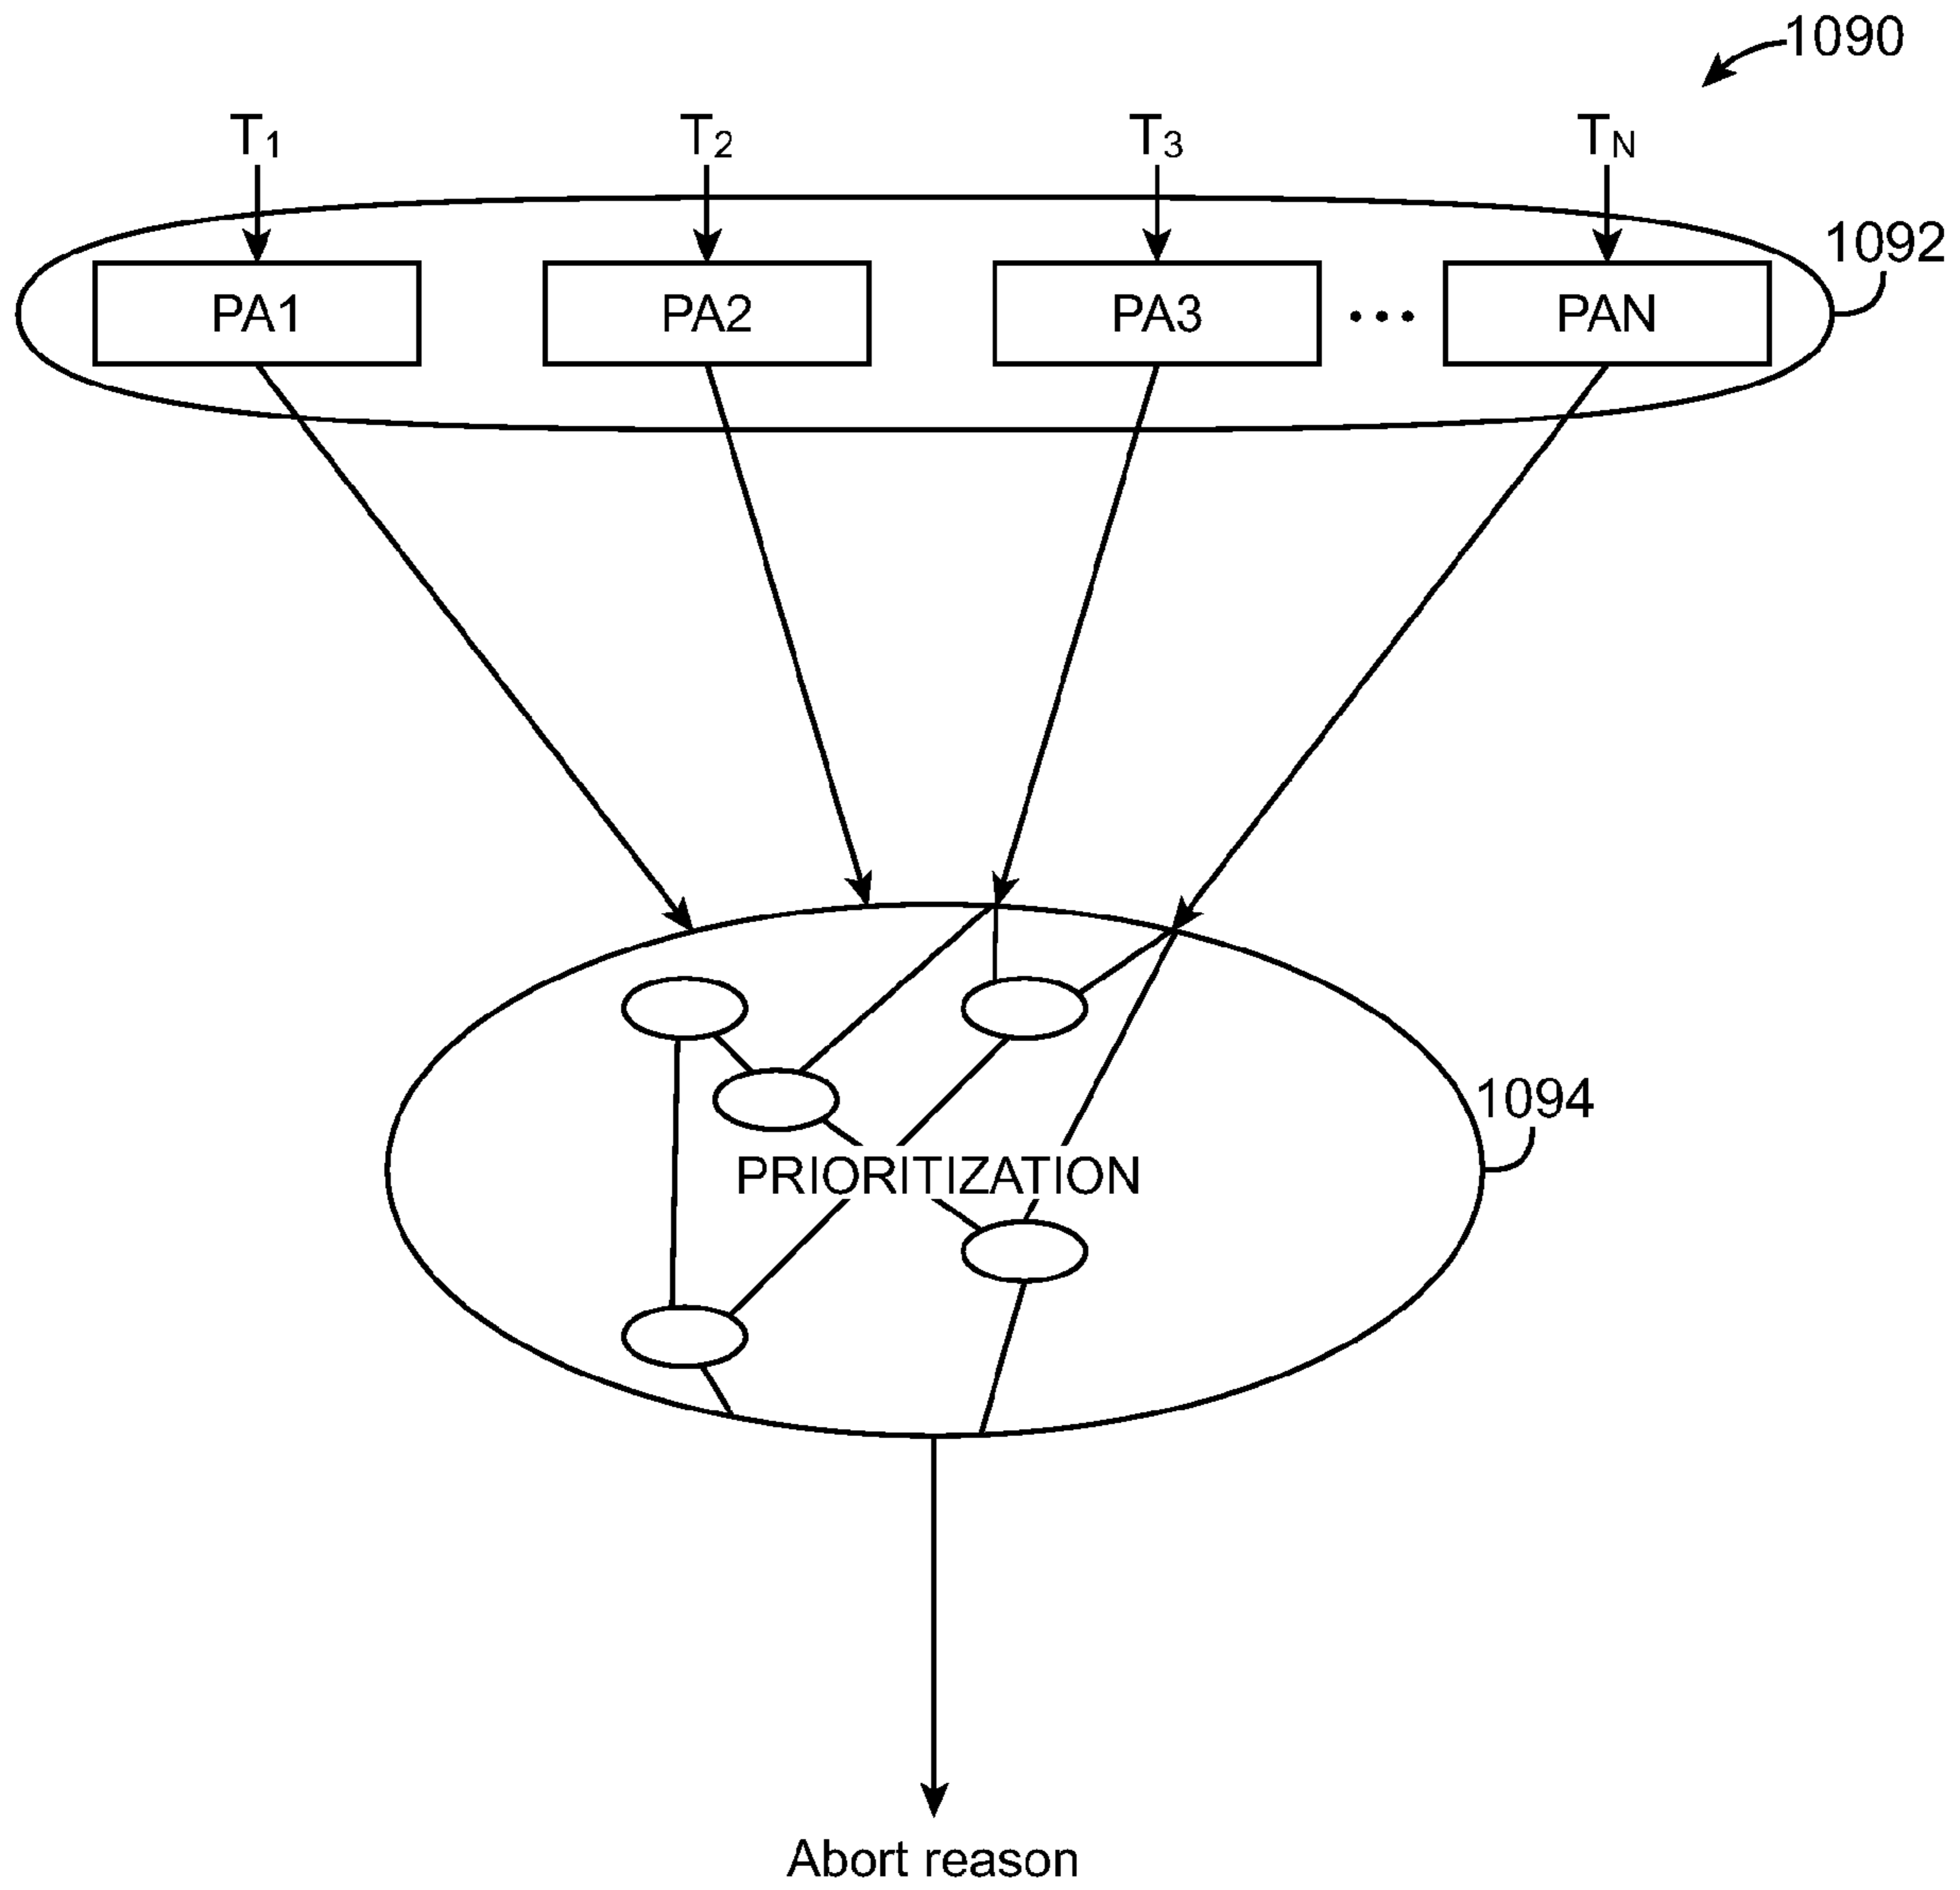 1090
T1 T2 T3 TN
1092
PA1 PA2 PA3 ••• PAN
1094
PRIORITIZATION
Abort reason